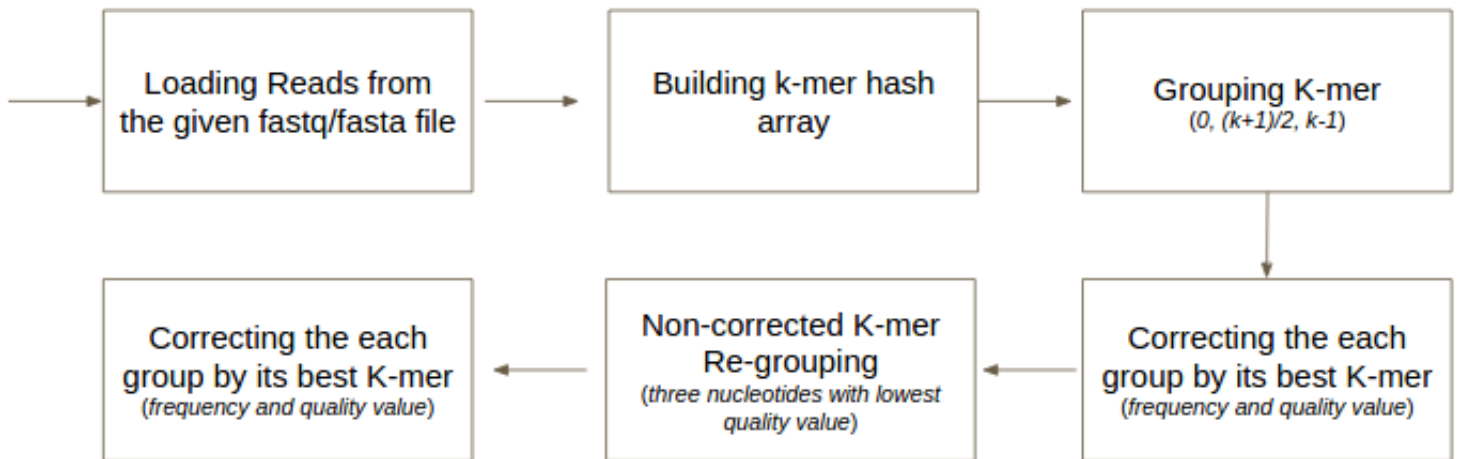 Loading Reads from
the given fastq/fasta file
Building k-mer hash
array
Grouping K-mer
(0, (k+1)/2, k-1)
Correcting the each
group by its best K-mer
(frequency and quality value)
Non-corrected K-mer
Re-grouping
(three nucleotides with lowest
quality value)
Correcting the each
group by its best K-mer
(frequency and quality value)